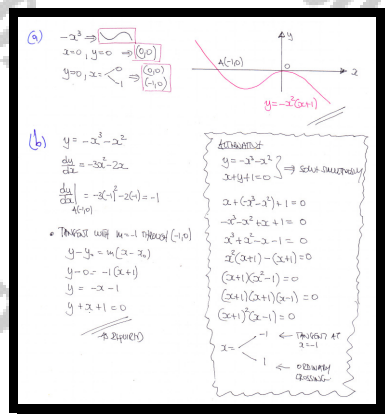 (a) -x³ ⇒
x=0, y=0 ⇒ (0,0)
y=0, x= 0 (0,0)
-1 (-1,0)
y
A(-1,0)
0
x
y=-x²(x+1)
(b) y = -x³ - x²
dy/dx = -3x² - 2x
dy/dx | A(-1,0) = -3(-1)² - 2(-1) = -1
• TANGENT WITH m=-1 THROUGH (-1,0)
y - y₀ = m(x - x₀)
y - 0 = -1(x+1)
y = -x - 1
y + x + 1 = 0
AS REQUIRED
ALTERNATIVE
y = -x³ - x²
x + y + 1 = 0 } ⇒ SOLVE SIMULTANEOUSLY
x + (-x³ - x²) + 1 = 0
-x³ - x² + x + 1 = 0
x³ + x² - x - 1 = 0
x²(x+1) - (x+1) = 0
(x+1)(x²-1) = 0
(x+1)(x+1)(x-1) = 0
(x+1)²(x-1) = 0
x = -1 ← TANGENT AT x=-1
1 ← ORDINARY CROSSING